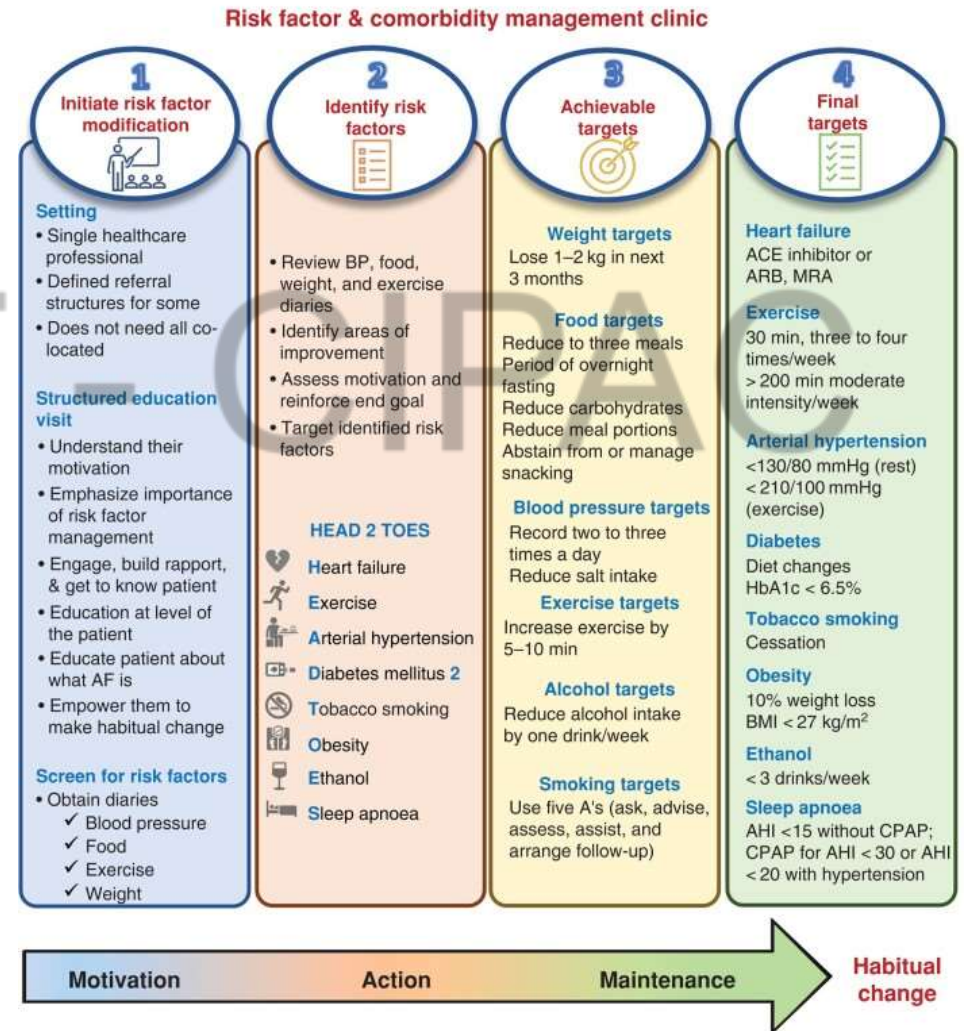 Risk factor & comorbidity management clinic
1
Initiate risk factor
modification
Setting
• Single healthcare
professional
• Defined referral
structures for some
• Does not need all co-
located
Structured education
visit
• Understand their
motivation
• Emphasize importance
of risk factor
management
• Engage, build rapport,
& get to know patient
• Education at level of
the patient
• Educate patient about
what AF is
• Empower them to
make habitual change
Screen for risk factors
• Obtain diaries
✓ Blood pressure
✓ Food
✓ Exercise
✓ Weight
2
Identify risk
factors
• Review BP, food,
weight, and exercise
diaries
• Identify areas of
improvement
• Assess motivation and
reinforce end goal
• Target identified risk
factors
HEAD 2 TOES
Heart failure
Exercise
Arterial hypertension
Diabetes mellitus 2
Tobacco smoking
Obesity
Ethanol
Sleep apnoea
3
Achievable
targets
Weight targets
Lose 1–2 kg in next
3 months
Food targets
Reduce to three meals
Period of overnight
fasting
Reduce carbohydrates
Reduce meal portions
Abstain from or manage
snacking
Blood pressure targets
Record two to three
times a day
Reduce salt intake
Exercise targets
Increase exercise by
5–10 min
Alcohol targets
Reduce alcohol intake
by one drink/week
Smoking targets
Use five A's (ask, advise,
assess, assist, and
arrange follow-up)
4
Final
targets
Heart failure
ACE inhibitor or
ARB, MRA
Exercise
30 min, three to four
times/week
> 200 min moderate
intensity/week
Arterial hypertension
<130/80 mmHg (rest)
< 210/100 mmHg
(exercise)
Diabetes
Diet changes
HbA1c < 6.5%
Tobacco smoking
Cessation
Obesity
10% weight loss
BMI < 27 kg/m²
Ethanol
< 3 drinks/week
Sleep apnoea
AHI <15 without CPAP;
CPAP for AHI < 30 or AHI
< 20 with hypertension
- CIPAC
Motivation
Action
Maintenance
Habitual
change